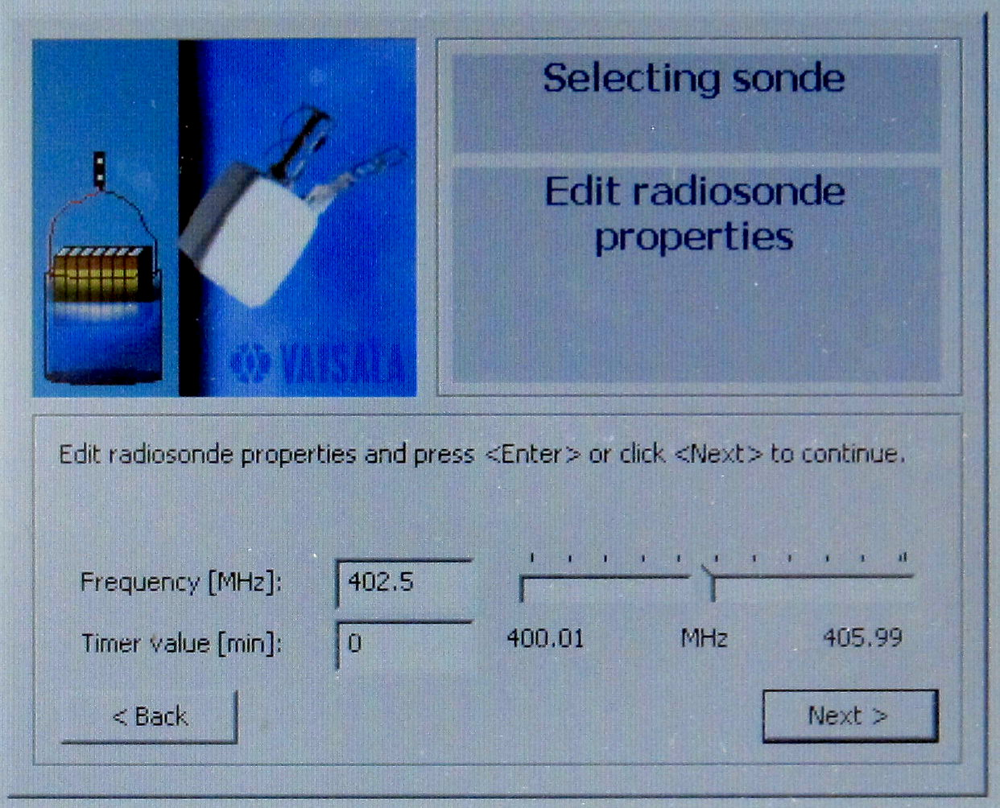 Selecting sonde
Edit radiosonde
properties
VAISALA
Edit radiosonde properties and press <Enter> or click <Next> to continue.
Frequency [MHz]: 402.5
Timer value [min]: 0
400.01 MHz 405.99
< Back
Next >